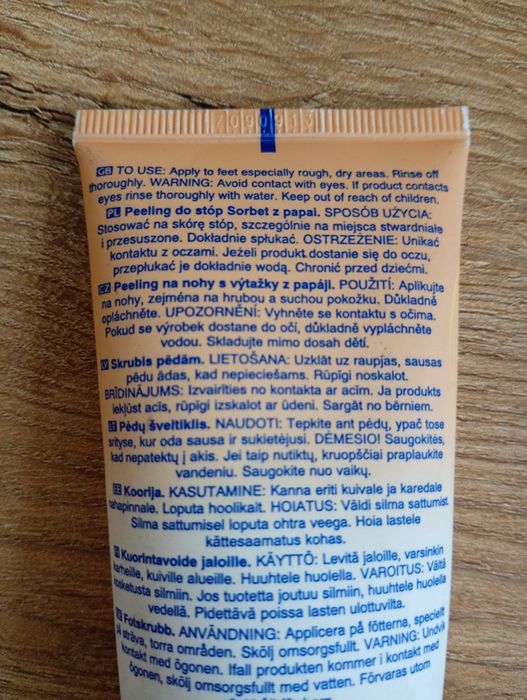 7090913
GB TO USE: Apply to feet especially rough, dry areas. Rinse off
thoroughly. WARNING: Avoid contact with eyes. If product contacts
eyes rinse thoroughly with water. Keep out of reach of children.
PL Peeling do stóp Sorbet z papai. SPOSÓB UŻYCIA:
Stosować na skórę stóp, szczególnie na miejsca stwardniałe
i przesuszone. Dokładnie spłukać. OSTRZEŻENIE: Unikać
kontaktu z oczami. Jeżeli produkt dostanie się do oczu,
przepłukać je dokładnie wodą. Chronić przed dziećmi.
CZ Peeling na nohy s výtažky z papáji. POUŽITÍ: Aplikujte
na nohy, zejména na hrubou a suchou pokožku. Důkladně
opláchněte. UPOZORNĚNÍ: Vyhněte se kontaktu s očima.
Pokud se výrobek dostane do očí, důkladně vypláchněte
vodou. Skladujte mimo dosah dětí.
LV Skrubis pēdām. LIETOŠANA: Uzklāt uz raupjas, sausas
pēdu ādas, kad nepieciešams. Rūpīgi noskalot.
BRĪDINĀJUMS: Izvairīties no kontakta ar acīm. Ja produkts
iekļūst acīs, rūpīgi izskalot ar ūdeni. Sargāt no bērniem.
LT Pėdų šveitiklis. NAUDOTI: Tepkite ant pėdų, ypač tose
srityse, kur oda sausa ir sukietėjusi. DĖMESIO! Saugokitės,
kad nepatektų į akis. Jei taip nutiktų, kruopščiai praplaukite
vandeniu. Saugokite nuo vaikų.
EE Koorija. KASUTAMINE: Kanna eriti kuivale ja karedale
nahapinnale. Loputa hoolikalt. HOIATUS: Väldi silma sattumist.
Silma sattumisel loputa ohtra veega. Hoia lastele
kättesaamatus kohas.
FI Kuorintavoide jaloille. KÄYTTÖ: Levitä jaloille, varsinkin
karheille, kuiville alueille. Huuhtele huolella. VAROITUS: Vältä
kosketusta silmiin. Jos tuotetta joutuu silmiin, huuhtele huolella
vedellä. Pidettävä poissa lasten ulottuvilta.
Fotskrubb. ANVÄNDNING: Applicera på fötterna, speciellt
på sträva, torra områden. Skölj omsorgsfullt. VARNING: Undvik
kontakt med ögonen. Ifall produkten kommer i kontakt med
ögonen, skölj omsorgsfullt med vatten. Förvaras utom